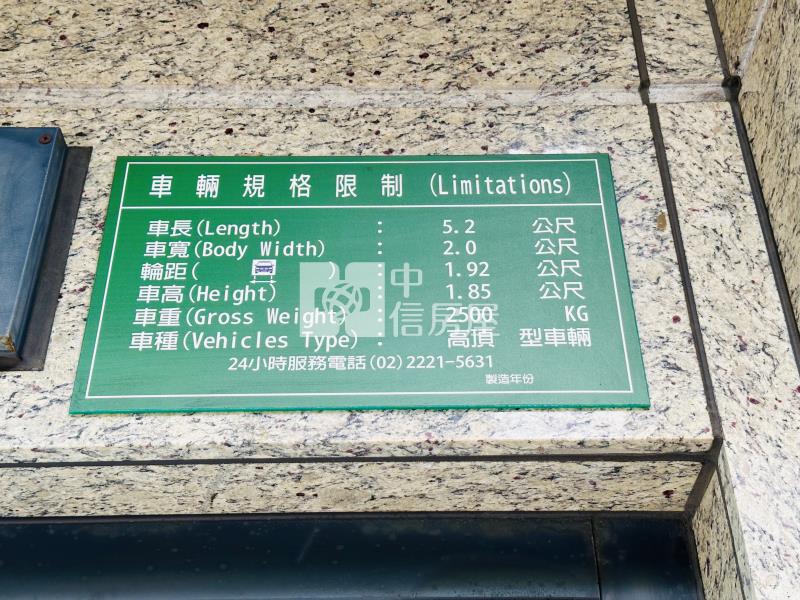 車輛規格限制 (Limitations)
車長(Length) : 5.2 公尺
車寬(Body Width) : 2.0 公尺
輪距( ) : 1.92 公尺
車高(Height) : 1.85 公尺
車重(Gross Weight) : 2500 KG
車種(Vehicles Type) : 高頂 型車輛
24小時服務電話(02)2221-5631
製造年份
中信房屋